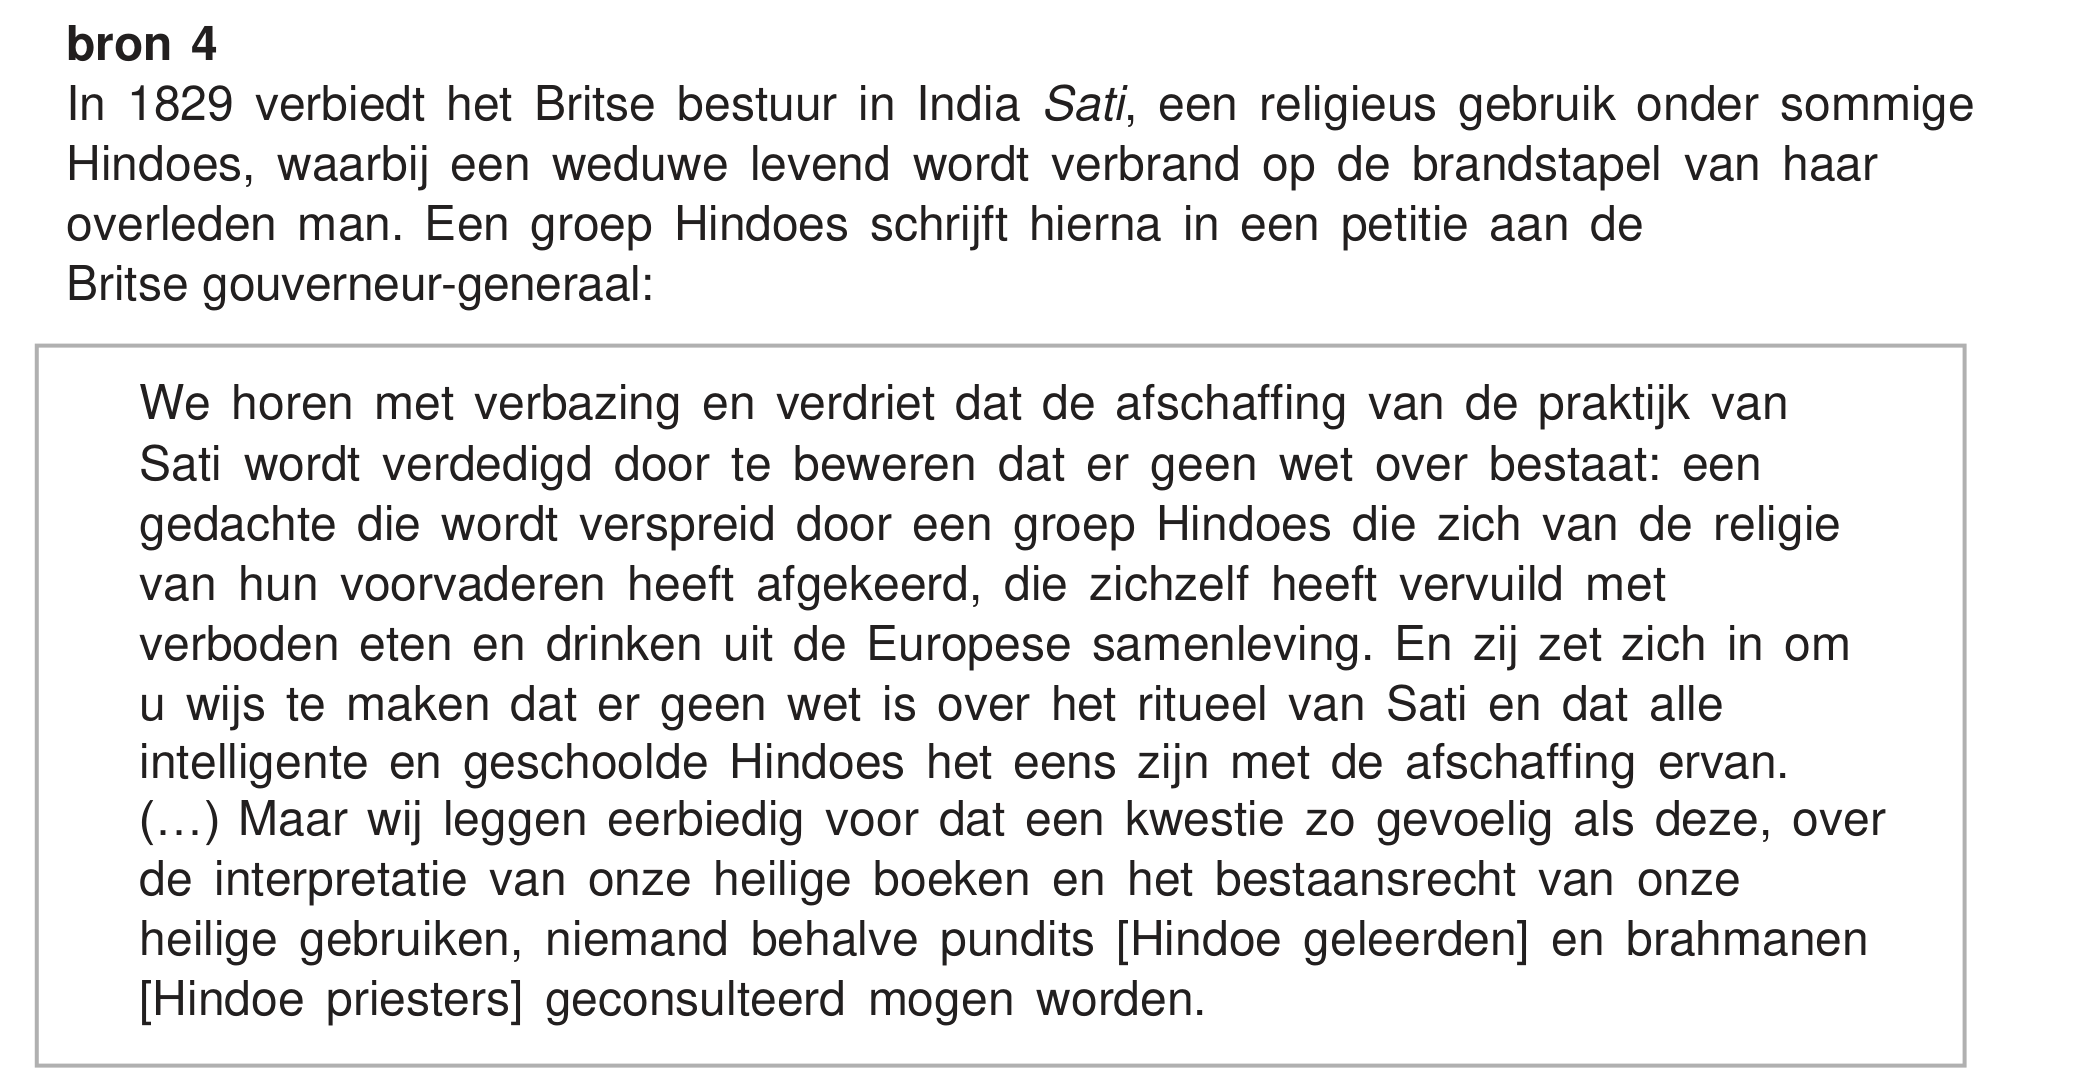 bron 4
In 1829 verbiedt het Britse bestuur in India Sati, een religieus gebruik onder sommige
Hindoes, waarbij een weduwe levend wordt verbrand op de brandstapel van haar
overleden man. Een groep Hindoes schrijft hierna in een petitie aan de
Britse gouverneur-generaal:
We horen met verbazing en verdriet dat de afschaffing van de praktijk van
Sati wordt verdedigd door te beweren dat er geen wet over bestaat: een
gedachte die wordt verspreid door een groep Hindoes die zich van de religie
van hun voorvaderen heeft afgekeerd, die zichzelf heeft vervuild met
verboden eten en drinken uit de Europese samenleving. En zij zet zich in om
u wijs te maken dat er geen wet is over het ritueel van Sati en dat alle
intelligente en geschoolde Hindoes het eens zijn met de afschaffing ervan.
(…) Maar wij leggen eerbiedig voor dat een kwestie zo gevoelig als deze, over
de interpretatie van onze heilige boeken en het bestaansrecht van onze
heilige gebruiken, niemand behalve pundits [Hindoe geleerden] en brahmanen
[Hindoe priesters] geconsulteerd mogen worden.